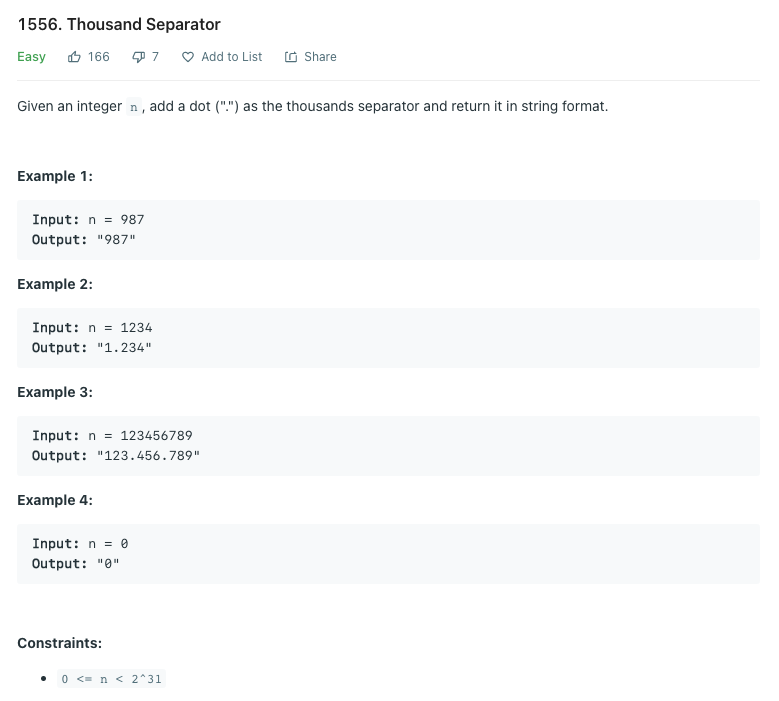 1556. Thousand Separator
Easy 166 7 Add to List Share
Given an integer n, add a dot (".") as the thousands separator and return it in string format.
Example 1:
Input: n = 987
Output: "987"
Example 2:
Input: n = 1234
Output: "1.234"
Example 3:
Input: n = 123456789
Output: "123.456.789"
Example 4:
Input: n = 0
Output: "0"
Constraints:
• 0 <= n < 2^31